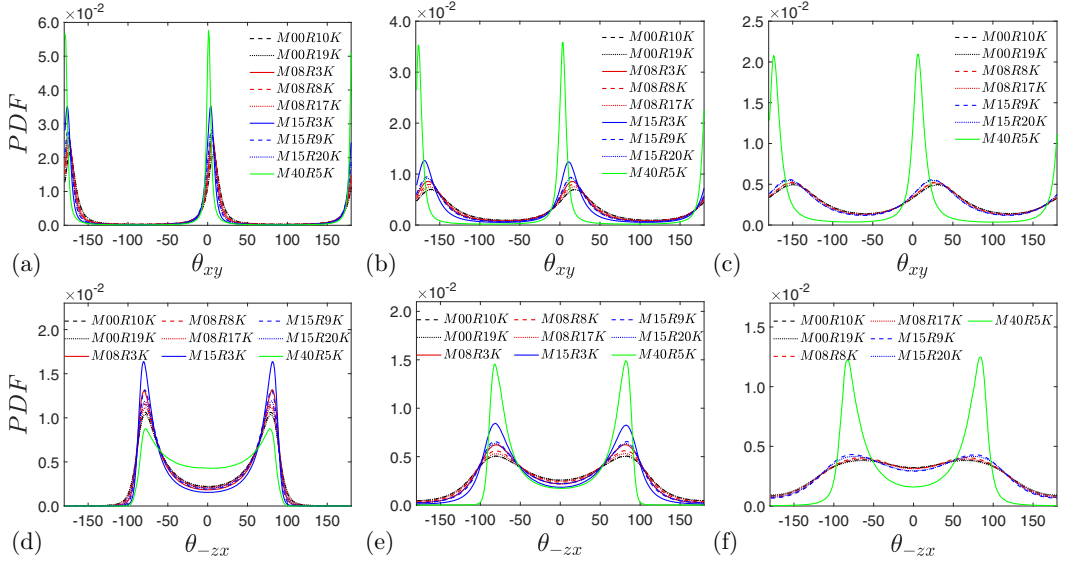 ×10⁻² ×10⁻² ×10⁻²
6.0 5.0 4.0 3.0 2.0 1.0 0.0
PDF
M00R10K
M00R19K
M08R3K
M08R8K
M08R17K
M15R3K
M15R9K
M15R20K
M40R5K
-150 -100 -50 0 50 100 150
(a) θxy
4.0 3.0 2.0 1.0 0.0
M00R10K
M00R19K
M08R3K
M08R8K
M08R17K
M15R3K
M15R9K
M15R20K
M40R5K
-150 -100 -50 0 50 100 150
(b) θxy
2.5 2.0 1.5 1.0 0.5 0.0
M00R10K
M00R19K
M08R8K
M08R17K
M15R9K
M15R20K
M40R5K
-150 -100 -50 0 50 100 150
(c) θxy
×10⁻² ×10⁻² ×10⁻²
2.0 1.5 1.0 0.5 0.0
PDF
M00R10K M08R8K M15R9K
M00R19K M08R17K M15R20K
M08R3K M15R3K M40R5K
-150 -100 -50 0 50 100 150
(d) θ−zx
2.0 1.5 1.0 0.5 0.0
M00R10K M08R8K M15R9K
M00R19K M08R17K M15R20K
M08R3K M15R3K M40R5K
-150 -100 -50 0 50 100 150
(e) θ−zx
1.5 1.0 0.5 0.0
M00R10K M08R17K M40R5K
M00R19K M15R9K
M08R8K M15R20K
-150 -100 -50 0 50 100 150
(f) θ−zx